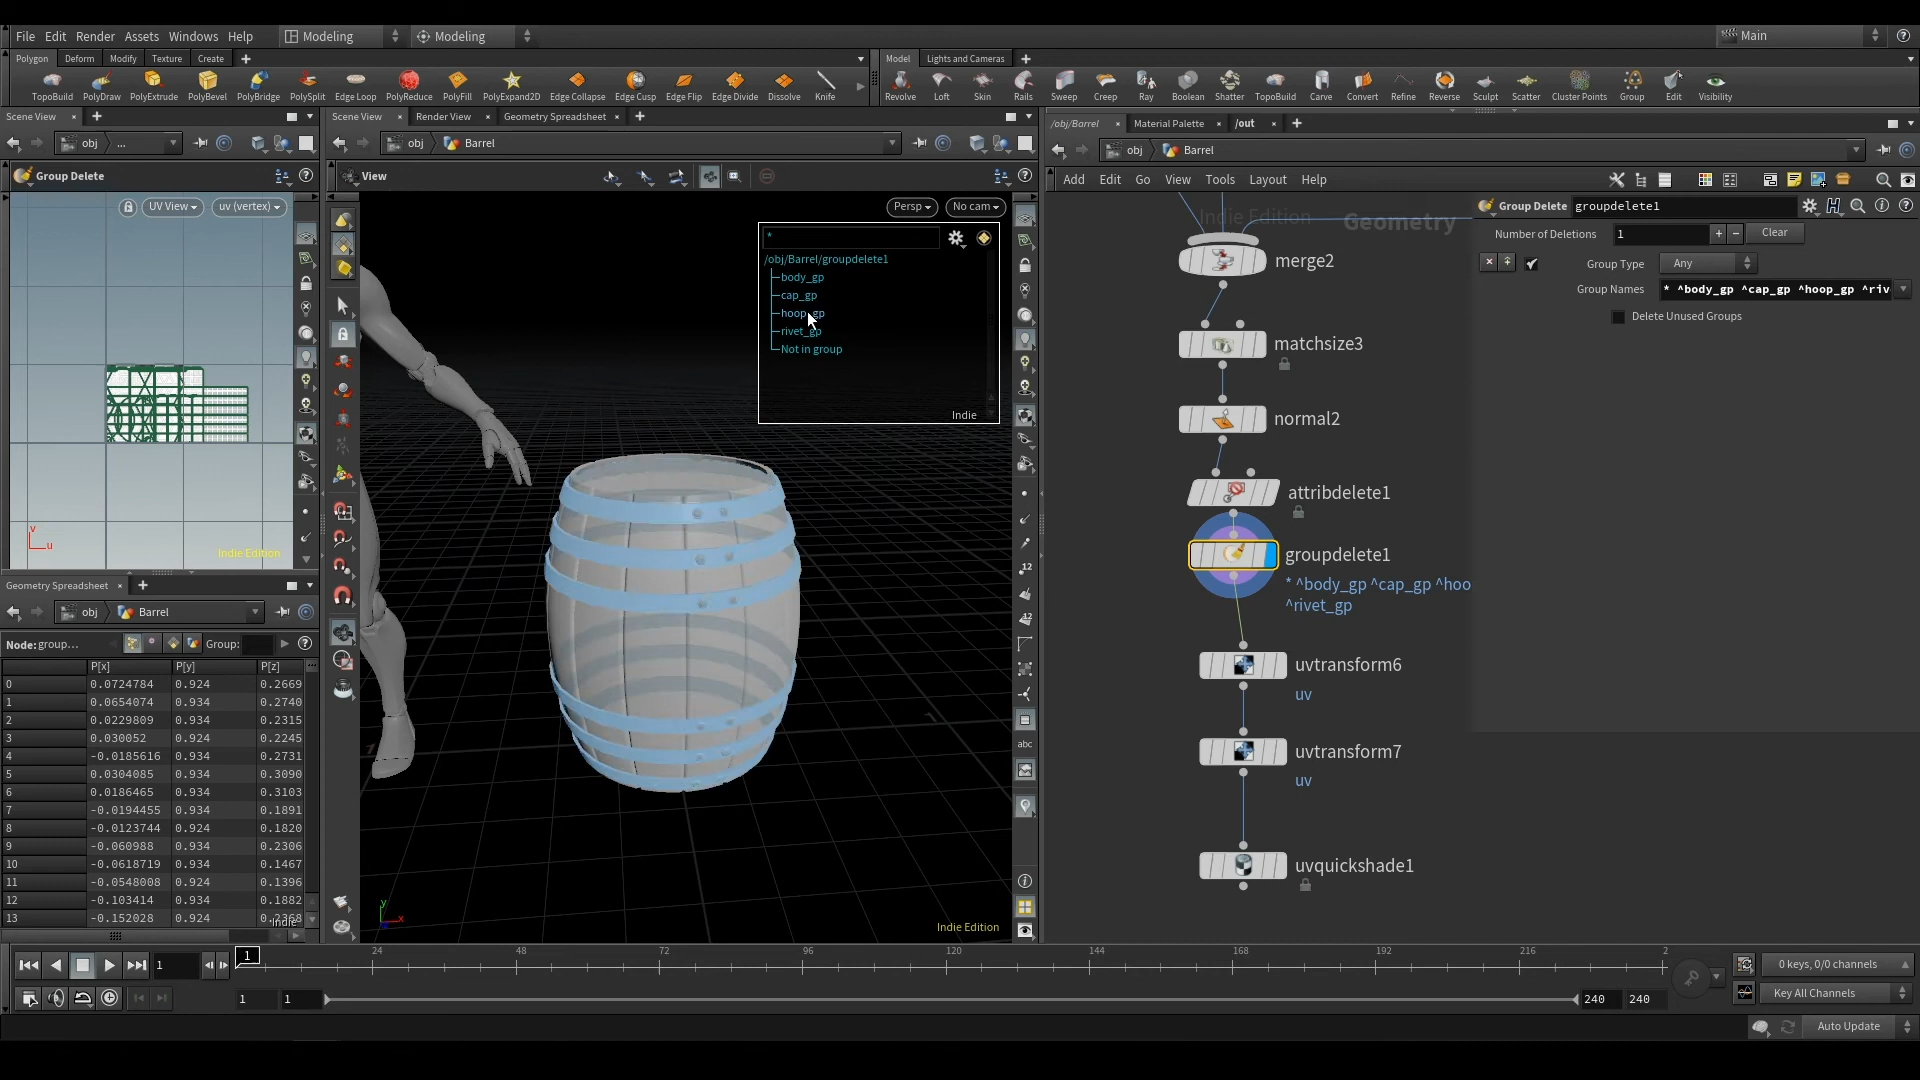 File Edit Render Assets Windows Help Modeling Modeling Main
Polygon Deform Modify Texture Create Model Lights and Cameras
TopoBuild PolyDraw PolyExtrude PolyBevel PolyBridge PolySplit Edge Loop PolyReduce PolyFill PolyExpand2D Edge Collapse Edge Cusp Edge Flip Edge Divide Dissolve Knife Revolve Loft Skin Rails Sweep Creep Ray Boolean Shatter TopoBuild Carve Convert Refine Reverse Sculpt Scatter Cluster Points Group Edit Visibility
Scene View Scene View Render View Geometry Spreadsheet /obj/Barrel Material Palette /out
obj ... obj Barrel obj Barrel
Group Delete View
Add Edit Go View Tools Layout Help
UV View uv (vertex) Persp No cam
Indie Edition Geometry
Group Delete groupdelete1
Number of Deletions 1 Clear
Group Type Any
Group Names * ^body_gp ^cap_gp ^hoop_gp ^riv
Delete Unused Groups
*
/obj/Barrel/groupdelete1
body_gp
cap_gp
hoop_gp
rivet_gp
Not in group
Indie
merge2
matchsize3
normal2
attribdelete1
groupdelete1
* ^body_gp ^cap_gp ^hoo
^rivet_gp
uvtransform6
uv
uvtransform7
uv
uvquickshade1
v
u
Indie Edition
Geometry Spreadsheet
obj Barrel
Node: group... Group:
P[x] P[y] P[z]
0 0.0724784 0.924 0.2669
1 0.0654074 0.934 0.2740
2 0.0229809 0.934 0.2315
3 0.030052 0.924 0.2245
4 -0.0185616 0.934 0.2731
5 0.0304085 0.934 0.3090
6 0.0186465 0.934 0.3103
7 -0.0194455 0.934 0.1891
8 -0.0123744 0.924 0.1820
9 -0.060988 0.934 0.2306
10 -0.0618719 0.934 0.1467
11 -0.0548008 0.924 0.1396
12 -0.103414 0.924 0.1882
13 -0.152028 0.924 0.2368
Indie
12
12
abc
y
x
Indie Edition
1 1 24 48 72 96 120 144 168 192 216 2
0 keys, 0/0 channels
1 1 240 240 Key All Channels
Auto Update